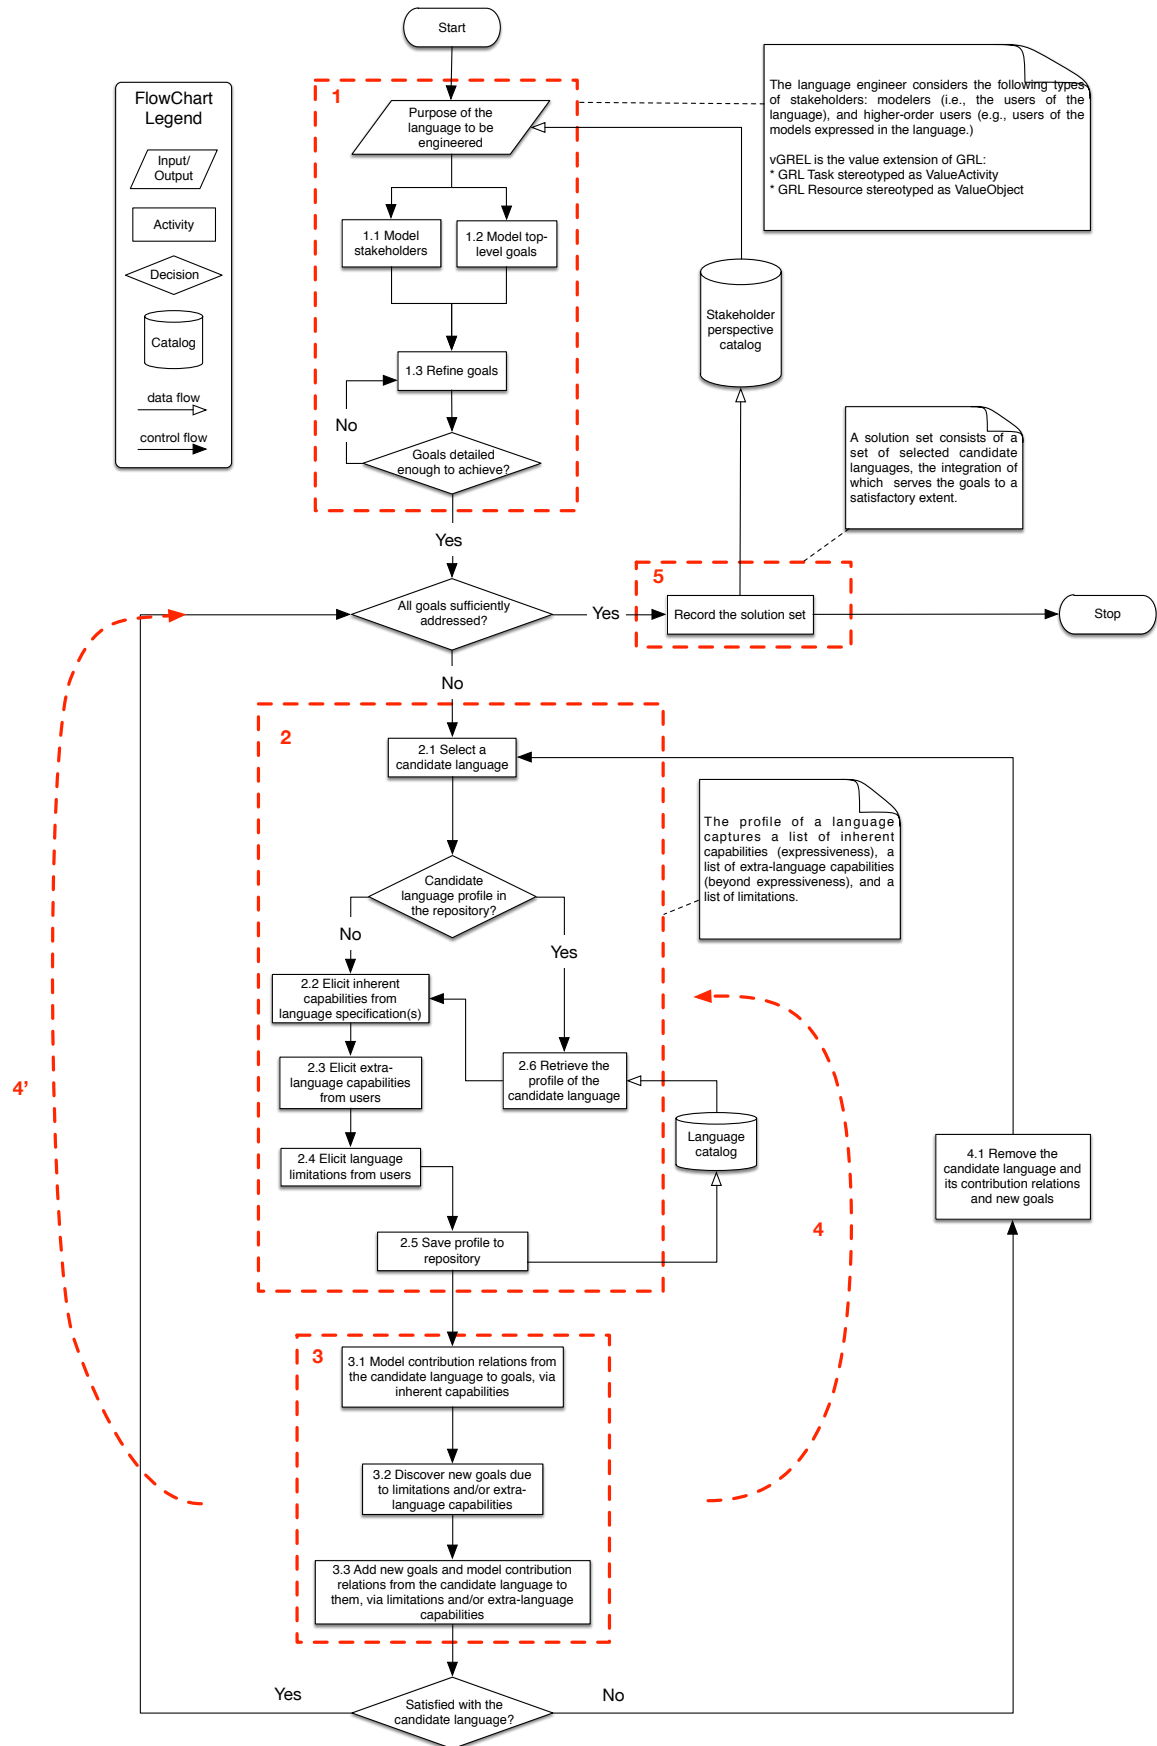 Start
FlowChart
Legend
Input/
Output
Activity
Decision
Catalog
data flow
control flow
1
Purpose of the
language to be
engineered
1.1 Model
stakeholders
1.2 Model top-
level goals
1.3 Refine goals
No
Goals detailed
enough to achieve?
Yes
The language engineer considers the following types
of stakeholders: modelers (i.e., the users of the
language), and higher-order users (e.g., users of the
models expressed in the language.)
vGREL is the value extension of GRL:
* GRL Task stereotyped as ValueActivity
* GRL Resource stereotyped as ValueObject
Stakeholder
perspective
catalog
A solution set consists of a
set of selected candidate
languages, the integration of
which serves the goals to a
satisfactory extent.
All goals sufficiently
addressed?
Yes
5
Record the solution set
Stop
No
2
2.1 Select a
candidate language
The profile of a language
captures a list of inherent
capabilities (expressiveness), a
list of extra-language capabilities
(beyond expressiveness), and a
list of limitations.
Candidate
language profile in
the repository?
No
Yes
2.2 Elicit inherent
capabilities from
language specification(s)
2.3 Elicit extra-
language capabilities
from users
2.6 Retrieve the
profile of the
candidate language
4'
2.4 Elicit language
limitations from users
Language
catalog
4.1 Remove the
candidate language and
its contribution relations
and new goals
2.5 Save profile to
repository
4
3
3.1 Model contribution relations from
the candidate language to goals, via
inherent capabilities
3.2 Discover new goals due
to limitations and/or extra-
language capabilities
3.3 Add new goals and model contribution
relations from the candidate language to
them, via limitations and/or extra-language
capabilities
Yes
Satisfied with the
candidate language?
No